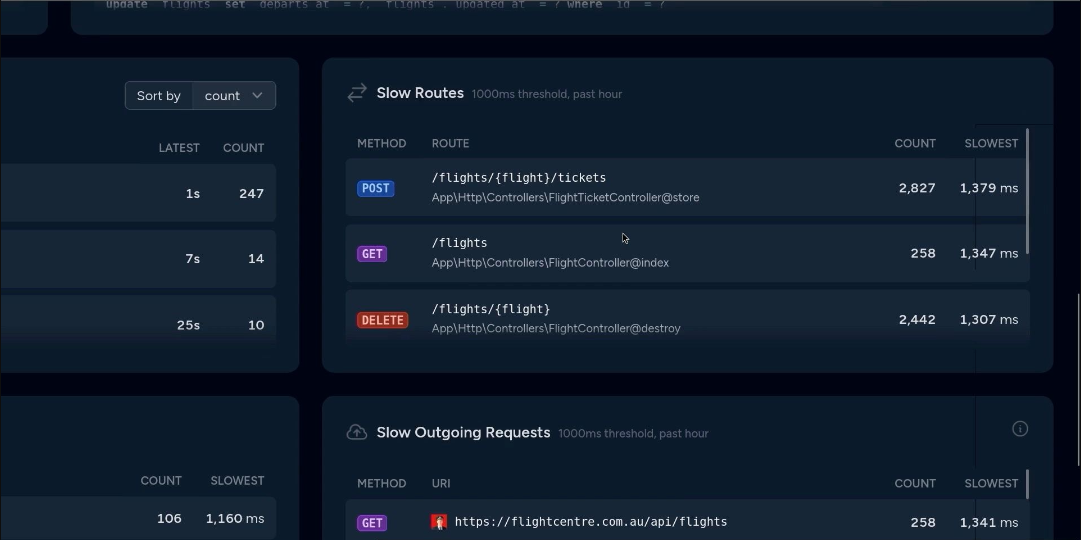 update `flights` set `departs_at` = ?, `flights`.`updated_at` = ? where `id` = ?
Sort by count
LATEST COUNT
1s 247
7s 14
25s 10
Slow Routes 1000ms threshold, past hour
METHOD ROUTE COUNT SLOWEST
POST /flights/{flight}/tickets 2,827 1,379 ms
App\Http\Controllers\FlightTicketController@store
GET /flights 258 1,347 ms
App\Http\Controllers\FlightController@index
DELETE /flights/{flight} 2,442 1,307 ms
App\Http\Controllers\FlightController@destroy
COUNT SLOWEST
106 1,160 ms
Slow Outgoing Requests 1000ms threshold, past hour
METHOD URI COUNT SLOWEST
GET https://flightcentre.com.au/api/flights 258 1,341 ms